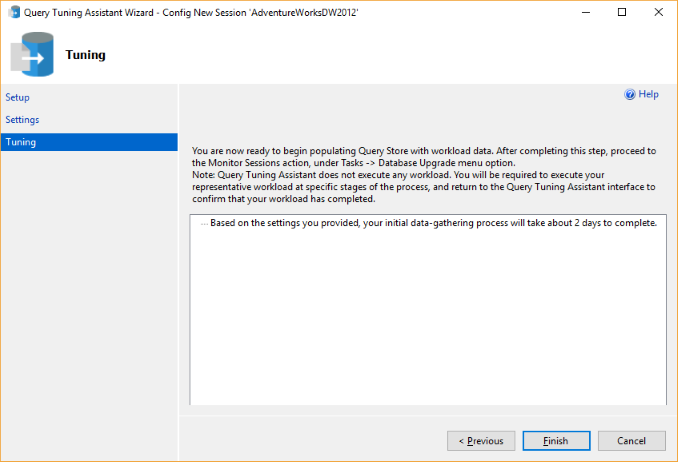 Query Tuning Assistant Wizard - Config New Session 'AdventureWorksDW2012'
Tuning
Setup
Settings
Tuning
Help
You are now ready to begin populating Query Store with workload data. After completing this step, proceed to
the Monitor Sessions action, under Tasks -> Database Upgrade menu option.
Note: Query Tuning Assistant does not execute any workload. You will be required to execute your
representative workload at specific stages of the process, and return to the Query Tuning Assistant interface to
confirm that your workload has completed.
Based on the settings you provided, your initial data-gathering process will take about 2 days to complete.
< Previous
Finish
Cancel